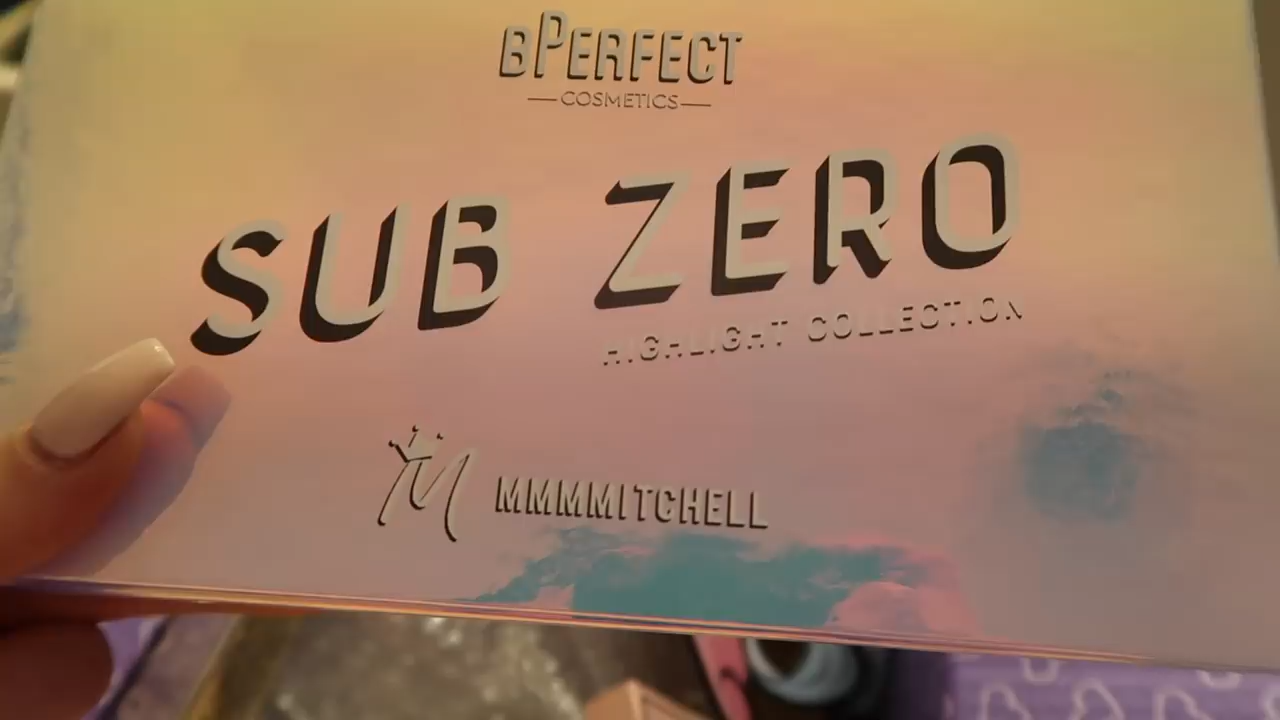 BPERFECT
COSMETICS
SUB ZERO
HIGHLIGHT COLLECTION
M MMMMITCHELL